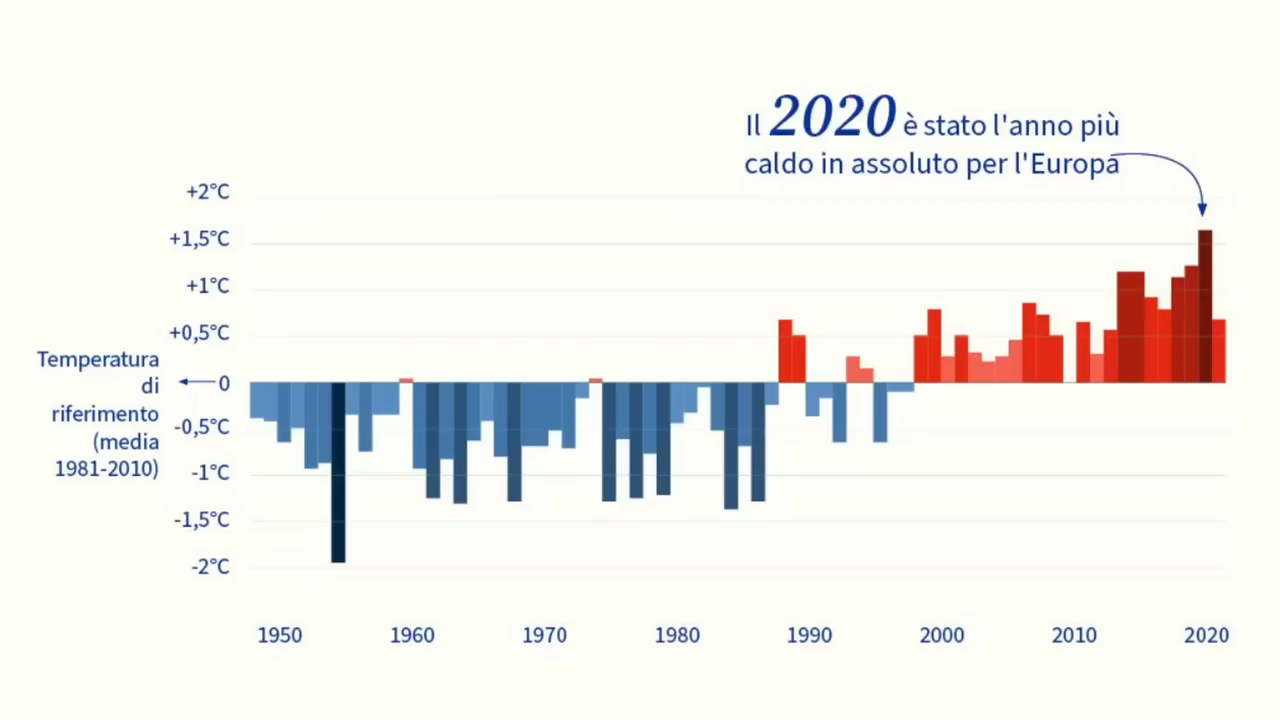 Il 2020 è stato l'anno più
caldo in assoluto per l'Europa
+2°C
+1,5°C
+1°C
+0,5°C
0
-0,5°C
-1°C
-1,5°C
-2°C
Temperatura
di
riferimento
(media
1981-2010)
1950 1960 1970 1980 1990 2000 2010 2020